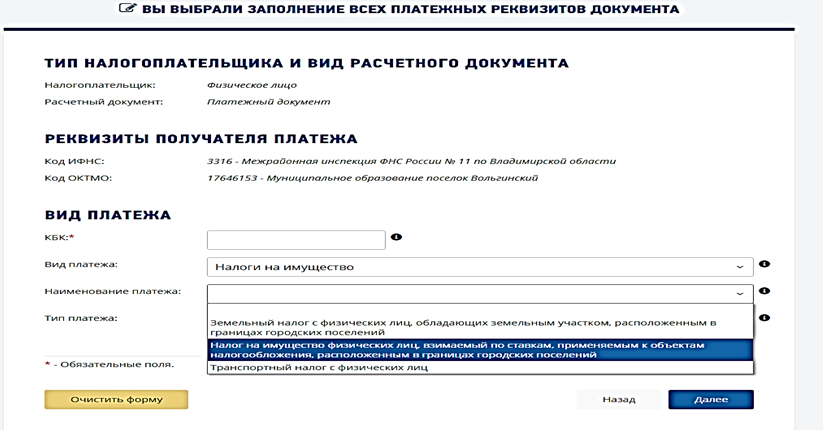 ВЫ ВЫБРАЛИ ЗАПОЛНЕНИЕ ВСЕХ ПЛАТЕЖНЫХ РЕКВИЗИТОВ ДОКУМЕНТА
ТИП НАЛОГОПЛАТЕЛЬЩИКА И ВИД РАСЧЕТНОГО ДОКУМЕНТА
Налогоплательщик: Физическое лицо
Расчетный документ: Платежный документ
РЕКВИЗИТЫ ПОЛУЧАТЕЛЯ ПЛАТЕЖА
Код ИФНС: 3316 - Межрайонная инспекция ФНС России № 11 по Владимирской области
Код ОКТМО: 17646153 - Муниципальное образование поселок Вольгинский
ВИД ПЛАТЕЖА
КБК:*
Вид платежа: Налоги на имущество
Наименование платежа:
Тип платежа:
Земельный налог с физических лиц, обладающих земельным участком, расположенным в
границах городских поселений
Налог на имущество физических лиц, взимаемый по ставкам, применяемым к объектам
налогообложения, расположенным в границах городских поселений
Транспортный налог с физических лиц
* - Обязательные поля.
Очистить форму Назад Далее